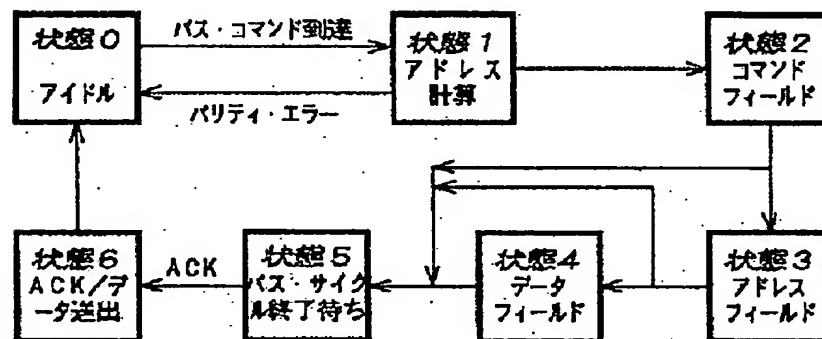 状態0
アイドル
バス・コマンド到達
パリティ・エラー
状態1
アドレス
計算
状態2
コマンド
フィールド
状態6
ACK/デ
ータ送出
ACK
状態5
バス・サイク
ル終了待ち
状態4
データ
フィールド
状態3
アドレス
フィールド